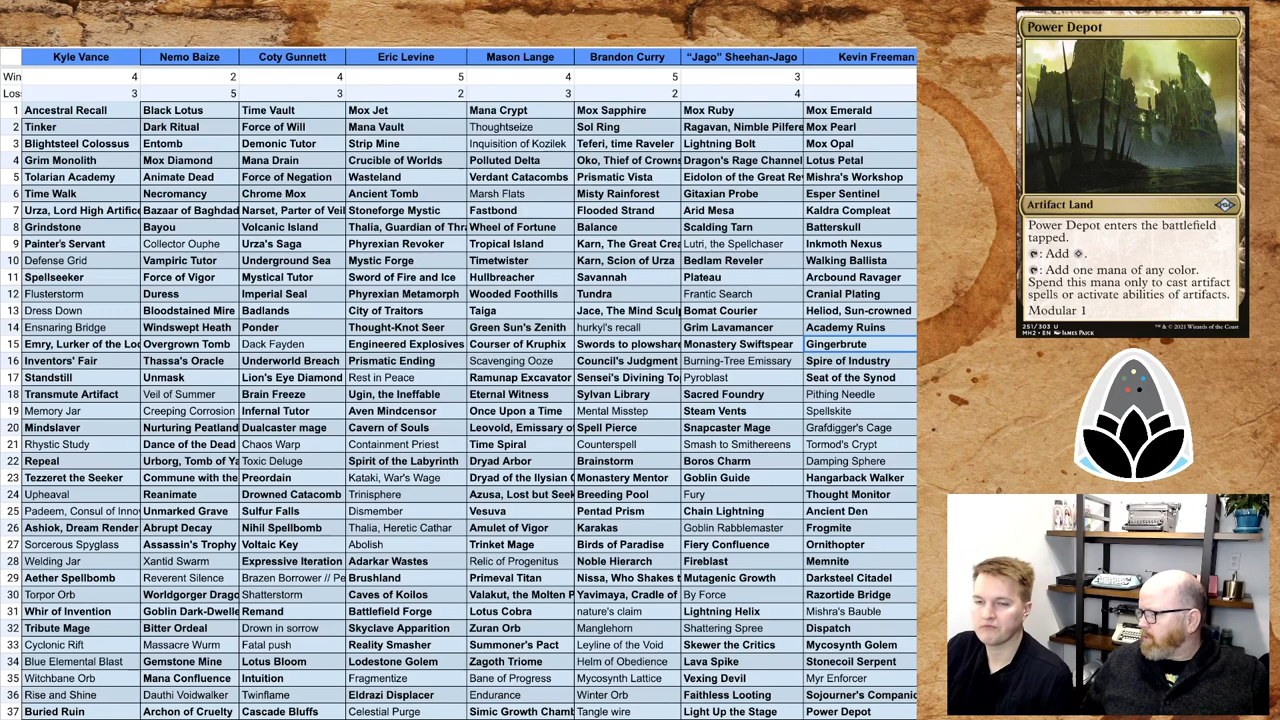 Kyle Vance Nemo Baize Coty Gunnett Eric Levine Mason Lange Brandon Curry “Jago” Sheehan-Jago Kevin Freeman
Win 4 2 4 5 4 5 3
Los 3 5 3 2 3 2 4
1 Ancestral Recall Black Lotus Time Vault Mox Jet Mana Crypt Mox Sapphire Mox Ruby Mox Emerald
2 Tinker Dark Ritual Force of Will Mana Vault Thoughtseize Sol Ring Ragavan, Nimble Pilfere Mox Pearl
3 Blightsteel Colossus Entomb Demonic Tutor Strip Mine Inquisition of Kozilek Teferi, time Raveler Lightning Bolt Mox Opal
4 Grim Monolith Mox Diamond Mana Drain Crucible of Worlds Polluted Delta Oko, Thief of Crowns Dragon's Rage Channel Lotus Petal
5 Tolarian Academy Animate Dead Force of Negation Wasteland Verdant Catacombs Prismatic Vista Eidolon of the Great Rev Mishra's Workshop
6 Time Walk Necromancy Chrome Mox Ancient Tomb Marsh Flats Misty Rainforest Gitaxian Probe Esper Sentinel
7 Urza, Lord High Artifice Bazaar of Baghdad Narset, Parter of Veil Stoneforge Mystic Fastbond Flooded Strand Arid Mesa Kaldra Compleat
8 Grindstone Bayou Volcanic Island Thalia, Guardian of Thra Wheel of Fortune Balance Scalding Tarn Batterskull
9 Painter's Servant Collector Ouphe Urza's Saga Phyrexian Revoker Tropical Island Karn, The Great Crea Lutri, the Spellchaser Inkmoth Nexus
10 Defense Grid Vampiric Tutor Underground Sea Mystic Forge Timetwister Karn, Scion of Urza Bedlam Reveler Walking Ballista
11 Spellseeker Force of Vigor Mystical Tutor Sword of Fire and Ice Hullbreacher Savannah Plateau Arcbound Ravager
12 Flusterstorm Duress Imperial Seal Phyrexian Metamorph Wooded Foothills Tundra Frantic Search Cranial Plating
13 Dress Down Bloodstained Mire Badlands City of Traitors Taiga Jace, The Mind Sculp Bomat Courier Heliod, Sun-crowned
14 Ensnaring Bridge Windswept Heath Ponder Thought-Knot Seer Green Sun's Zenith hurkyl's recall Grim Lavamancer Academy Ruins
15 Emry, Lurker of the Loc Overgrown Tomb Dack Fayden Engineered Explosives Courser of Kruphix Swords to plowshare Monastery Swiftspear Gingerbrute
16 Inventors' Fair Thassa's Oracle Underworld Breach Prismatic Ending Scavenging Ooze Council's Judgment Burning-Tree Emissary Spire of Industry
17 Standstill Unmask Lion's Eye Diamond Rest in Peace Ramunap Excavator Sensei's Divining To Pyroblast Seat of the Synod
18 Transmute Artifact Veil of Summer Brain Freeze Ugin, the Ineffable Eternal Witness Sylvan Library Sacred Foundry Pithing Needle
19 Memory Jar Creeping Corrosion Infernal Tutor Aven Mindcensor Once Upon a Time Mental Misstep Steam Vents Spellskite
20 Mindslaver Nurturing Peatland Dualcaster mage Cavern of Souls Leovold, Emissary o Spell Pierce Snapcaster Mage Grafdigger's Cage
21 Rhystic Study Dance of the Dead Chaos Warp Containment Priest Time Spiral Counterspell Smash to Smithereens Tormod's Crypt
22 Repeal Urborg, Tomb of Ya Toxic Deluge Spirit of the Labyrinth Dryad Arbor Brainstorm Boros Charm Damping Sphere
23 Tezzeret the Seeker Commune with the Preordain Kataki, War's Wage Dryad of the Ilysian G Monastery Mentor Goblin Guide Hangarback Walker
24 Upheaval Reanimate Drowned Catacomb Trinisphere Azusa, Lost but Seek Breeding Pool Fury Thought Monitor
25 Padeem, Consul of Innov Unmarked Grave Sulfur Falls Dismember Vesuva Pentad Prism Chain Lightning Ancient Den
26 Ashiok, Dream Render Abrupt Decay Nihil Spellbomb Thalia, Heretic Cathar Amulet of Vigor Karakas Goblin Rabblemaster Frogmite
27 Sorcerous Spyglass Assassin's Trophy Voltaic Key Abolish Trinket Mage Birds of Paradise Fiery Confluence Ornithopter
28 Welding Jar Xantid Swarm Expressive Iteration Adarkar Wastes Relic of Progenitus Noble Hierarch Fireblast Memnite
29 Aether Spellbomb Reverent Silence Brazen Borrower // Pe Brushland Primeval Titan Nissa, Who Shakes t Mutagenic Growth Darksteel Citadel
30 Torpor Orb Worldgorger Drago Shatterstorm Caves of Koilos Valakut, the Molten P Yavimaya, Cradle of By Force Razortide Bridge
31 Whir of Invention Goblin Dark-Dwelle Remand Battlefield Forge Lotus Cobra nature's claim Lightning Helix Mishra's Bauble
32 Tribute Mage Bitter Ordeal Drown in sorrow Skyclave Apparition Zuran Orb Manglehorn Shattering Spree Dispatch
33 Cyclonic Rift Massacre Wurm Fatal push Reality Smasher Summoner's Pact Leyline of the Void Skewer the Critics Mycosynth Golem
34 Blue Elemental Blast Gemstone Mine Lotus Bloom Lodestone Golem Zagoth Triome Helm of Obedience Lava Spike Stonecoil Serpent
35 Witchbane Orb Mana Confluence Intuition Fragmentize Bane of Progress Mycosynth Lattice Vexing Devil Myr Enforcer
36 Rise and Shine Dauthi Voidwalker Twinflame Eldrazi Displacer Endurance Winter Orb Faithless Looting Sojourner's Companio
37 Buried Ruin Archon of Cruelty Cascade Bluffs Celestial Purge Simic Growth Chamb Tangle wire Light Up the Stage Power Depot
Power Depot
Artifact Land
Power Depot enters the battlefield
tapped.
: Add .
: Add one mana of any color.
Spend this mana only to cast artifact
spells or activate abilities of artifacts.
Modular 1
251/303 U
MH2 • EN JAMES PAICK
™ & © 2021 Wizards of the Coast